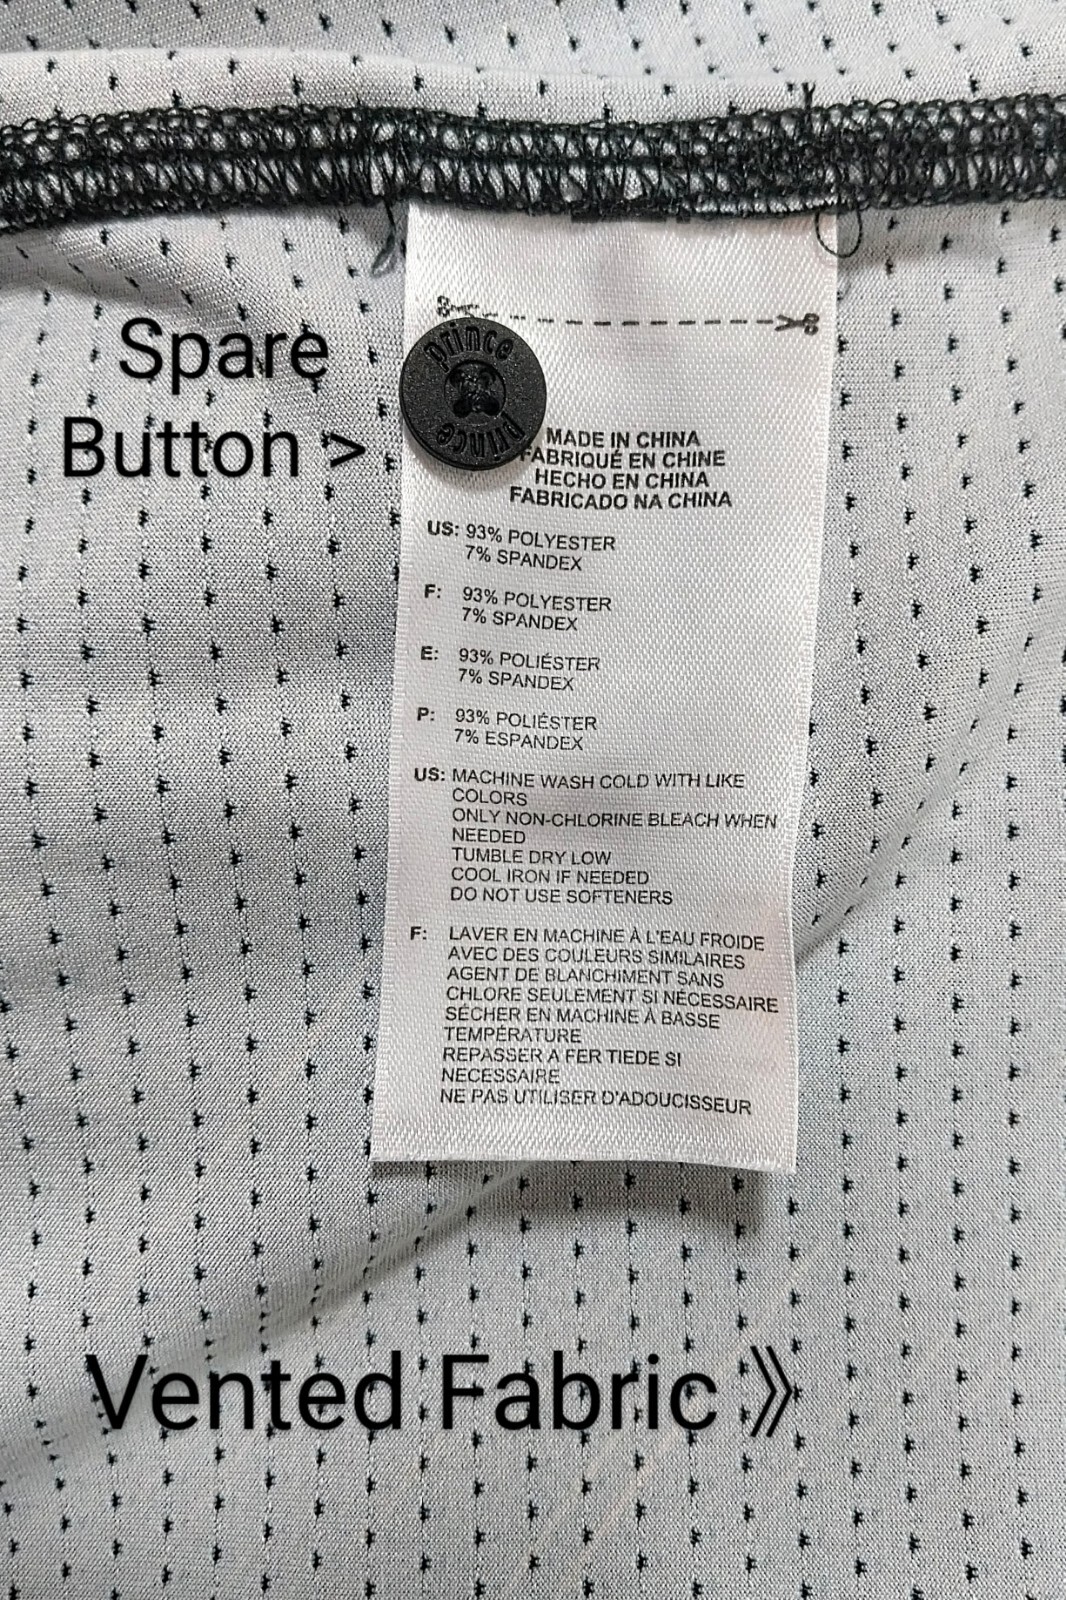 Spare
Button >
prince
prince
MADE IN CHINA
FABRIQUÉ EN CHINE
HECHO EN CHINA
FABRICADO NA CHINA
US: 93% POLYESTER
7% SPANDEX
F: 93% POLYESTER
7% SPANDEX
E: 93% POLIÉSTER
7% SPANDEX
P: 93% POLIÉSTER
7% ESPANDEX
US: MACHINE WASH COLD WITH LIKE
COLORS
ONLY NON-CHLORINE BLEACH WHEN
NEEDED
TUMBLE DRY LOW
COOL IRON IF NEEDED
DO NOT USE SOFTENERS
F: LAVER EN MACHINE À L'EAU FROIDE
AVEC DES COULEURS SIMILAIRES
AGENT DE BLANCHIMENT SANS
CHLORE SEULEMENT SI NÉCESSAIRE
SÉCHER EN MACHINE À BASSE
TEMPÉRATURE
REPASSER A FER TIEDE SI
NECESSAIRE
NE PAS UTILISER D'ADOUCISSEUR
Vented Fabric 》